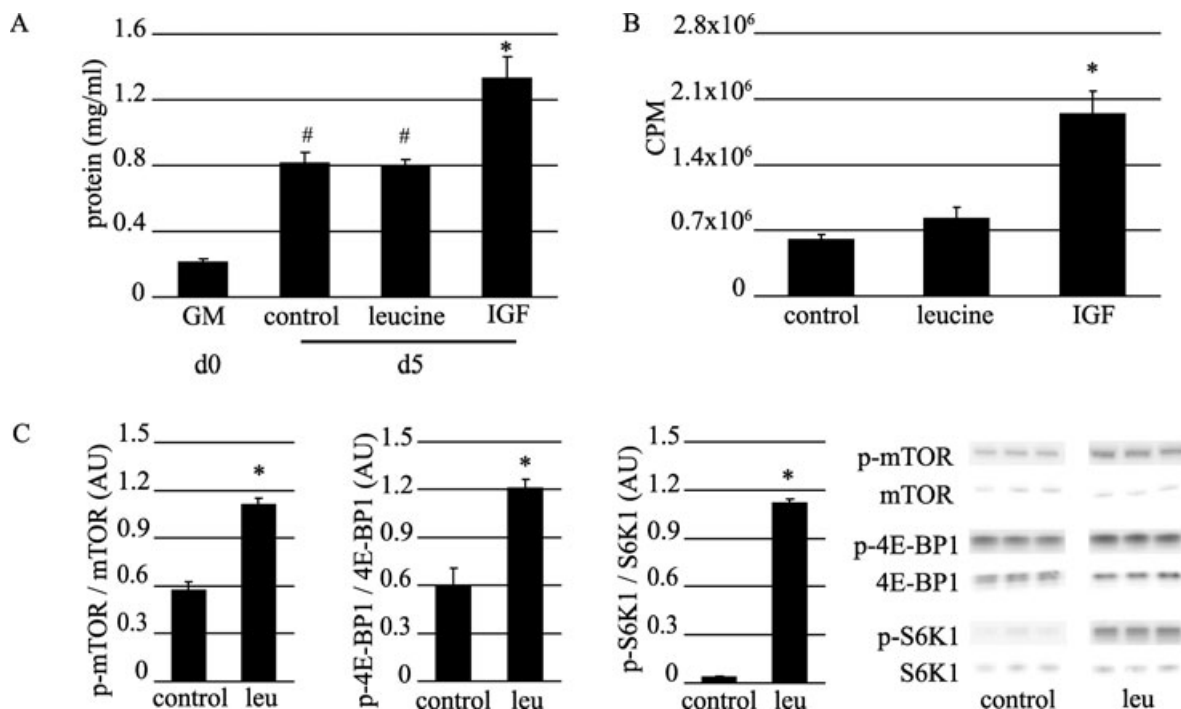 A
protein (mg/ml)
1.6
1.2
0.8
0.4
0
# # *
GM control leucine IGF
d0 d5
B
CPM
2.8x10⁶
2.1x10⁶
1.4x10⁶
0.7x10⁶
0
*
control leucine IGF
C
p-mTOR / mTOR (AU)
1.5
1.2
0.9
0.6
0.3
0
*
control leu
p-4E-BP1 / 4E-BP1 (AU)
1.5
1.2
0.9
0.6
0.3
0
*
control leu
p-S6K1 / S6K1 (AU)
1.5
1.2
0.9
0.6
0.3
0
*
control leu
p-mTOR
mTOR
p-4E-BP1
4E-BP1
p-S6K1
S6K1
control leu